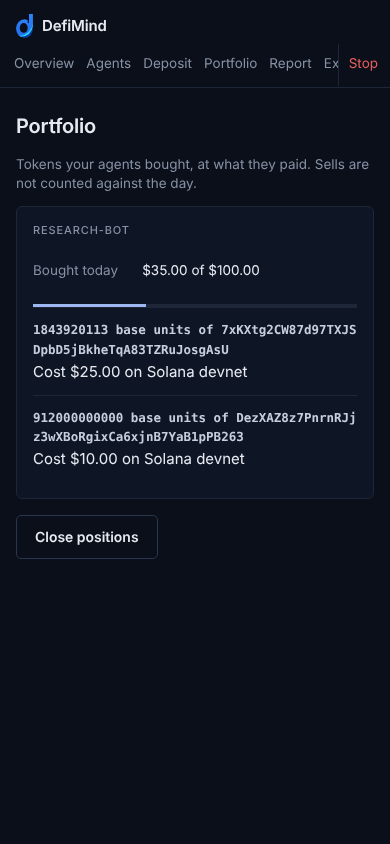 DefiMind
Overview Agents Deposit Portfolio Report Ex Stop
Portfolio
Tokens your agents bought, at what they paid. Sells are
not counted against the day.
RESEARCH-BOT
Bought today $35.00 of $100.00
1843920113 base units of 7xKXtg2CW87d97TXJS
DpbD5jBkheTqA83TZRuJosgAsU
Cost $25.00 on Solana devnet
912000000000 base units of DezXAZ8z7PnrnRJj
z3wXBoRgixCa6xjnB7YaB1pPB263
Cost $10.00 on Solana devnet
Close positions